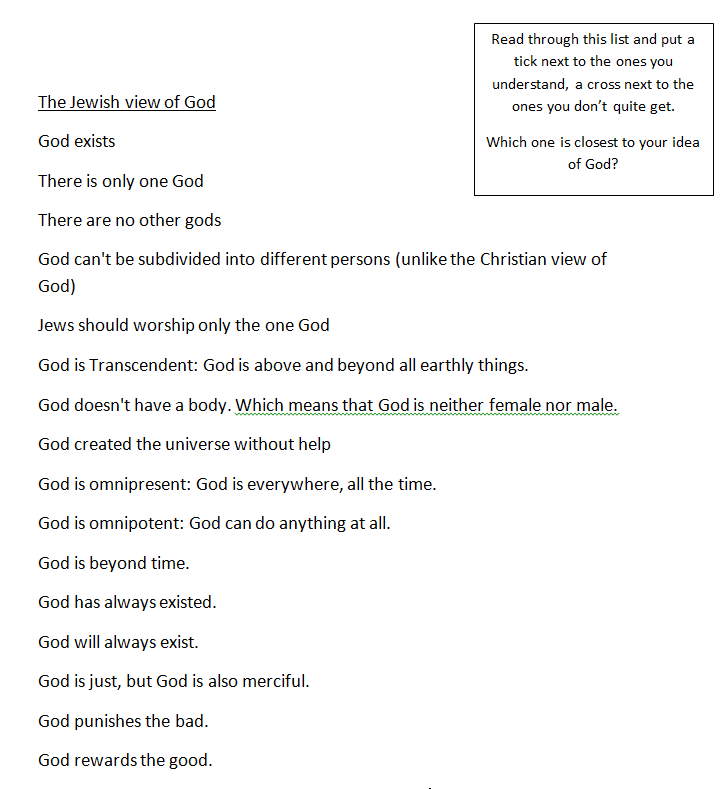 Read through this list and put a
tick next to the ones you
understand, a cross next to the
ones you don’t quite get.
Which one is closest to your idea
of God?
The Jewish view of God
God exists
There is only one God
There are no other gods
God can't be subdivided into different persons (unlike the Christian view of
God)
Jews should worship only the one God
God is Transcendent: God is above and beyond all earthly things.
God doesn't have a body. Which means that God is neither female nor male.
God created the universe without help
God is omnipresent: God is everywhere, all the time.
God is omnipotent: God can do anything at all.
God is beyond time.
God has always existed.
God will always exist.
God is just, but God is also merciful.
God punishes the bad.
God rewards the good.